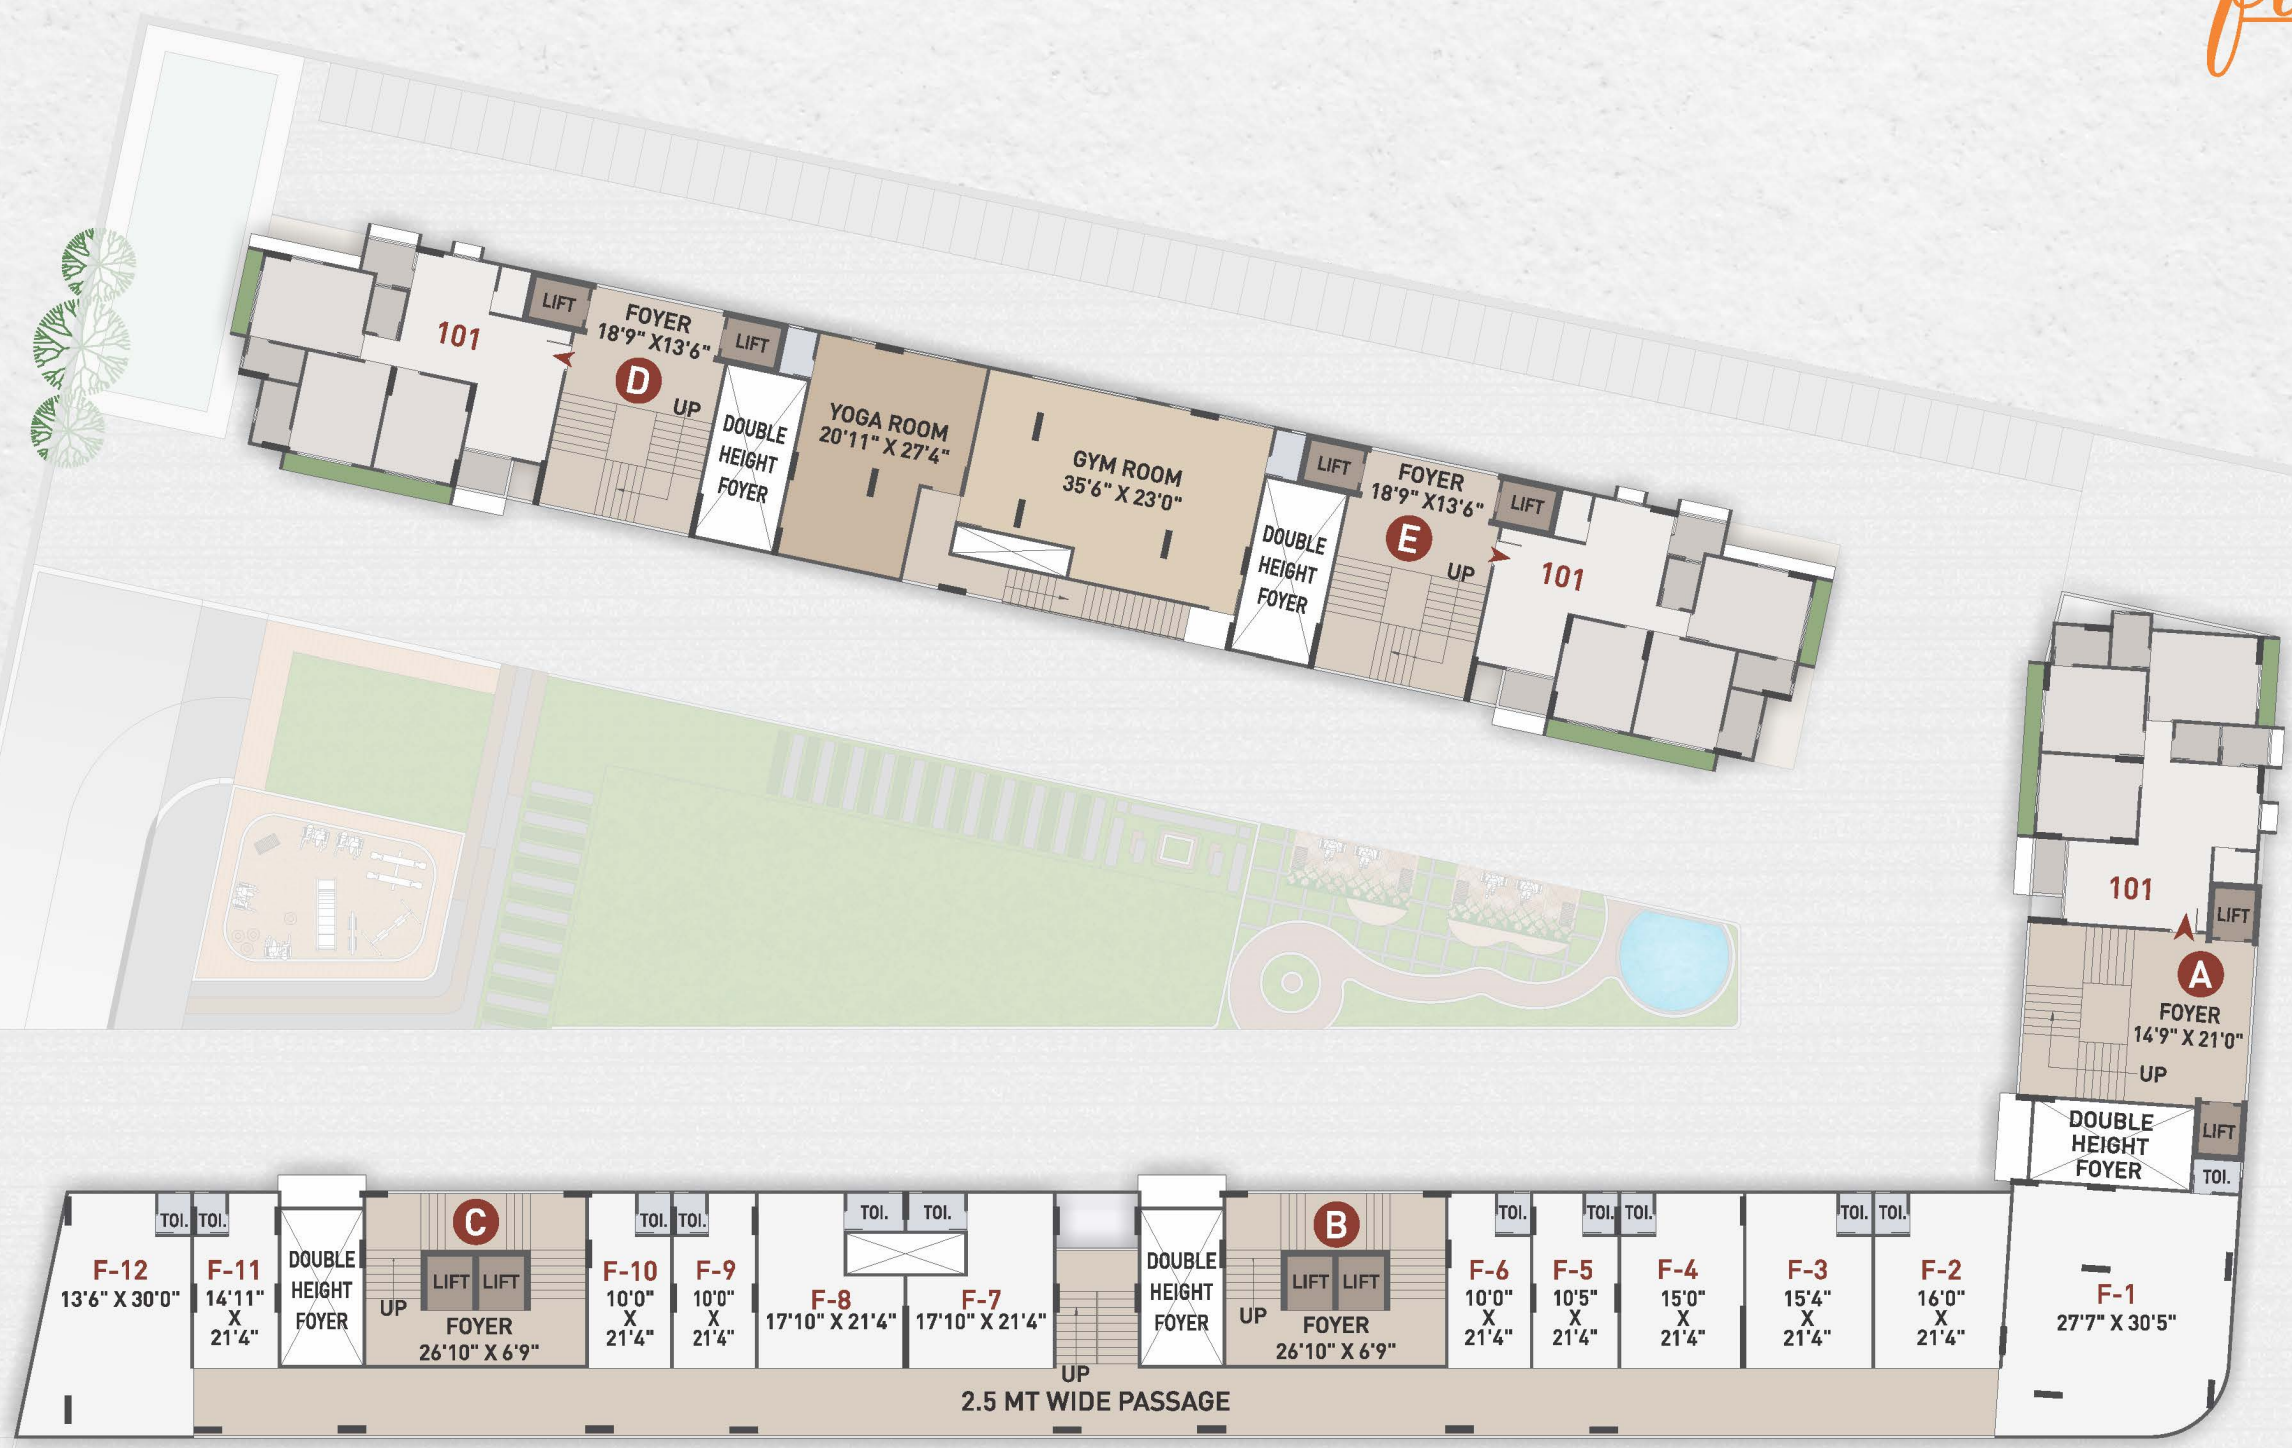 LIFT
FOYER
18'9" X13'6"
LIFT
101
D
UP
DOUBLE
HEIGHT
FOYER
YOGA ROOM
20'11" X 27'4"
GYM ROOM
35'6" X 23'0"
LIFT
FOYER
18'9" X13'6"
LIFT
E
UP
DOUBLE
HEIGHT
FOYER
101
101
LIFT
A
FOYER
14'9" X 21'0"
UP
DOUBLE
HEIGHT
FOYER
LIFT
TOI.
TOI.
TOI.
F-12
13'6" X 30'0"
F-11
14'11"
X
21'4"
DOUBLE
HEIGHT
FOYER
C
LIFT
LIFT
UP
FOYER
26'10" X 6'9"
TOI.
TOI.
F-10
10'0"
X
21'4"
F-9
10'0"
X
21'4"
TOI.
TOI.
F-8
17'10" X 21'4"
F-7
17'10" X 21'4"
UP
DOUBLE
HEIGHT
FOYER
B
LIFT
LIFT
UP
FOYER
26'10" X 6'9"
TOI.
F-6
10'0"
X
21'4"
TOI.
F-5
10'5"
X
21'4"
TOI.
F-4
15'0"
X
21'4"
TOI.
F-3
15'4"
X
21'4"
TOI.
F-2
16'0"
X
21'4"
F-1
27'7" X 30'5"
2.5 MT WIDE PASSAGE